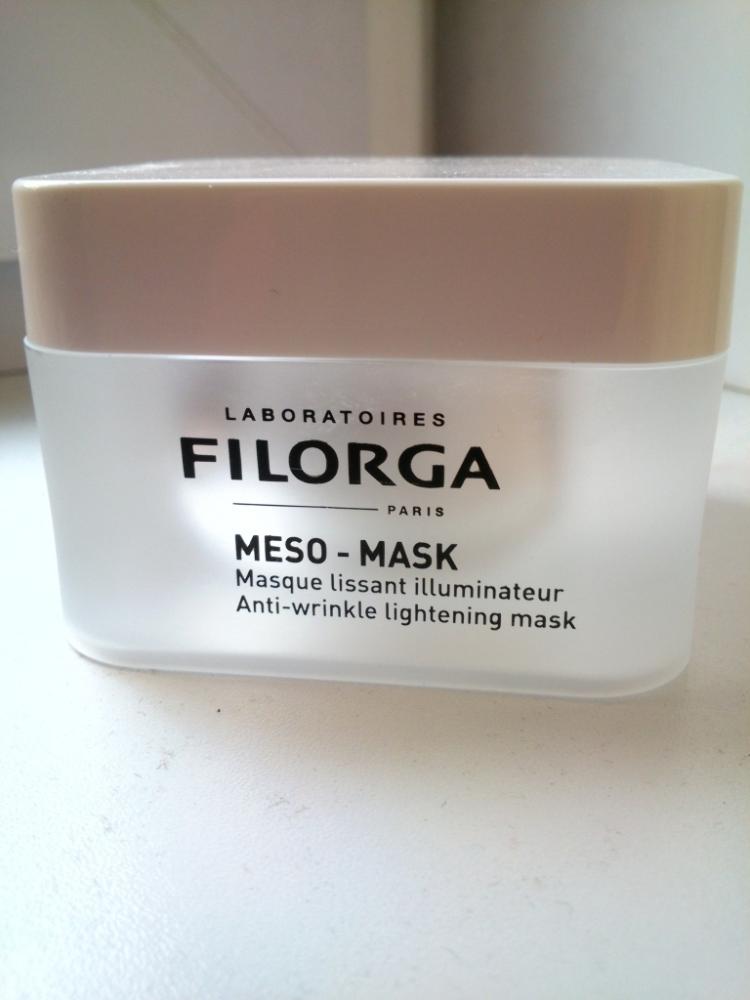 LABORATOIRES
FILORGA
PARIS
MESO - MASK
Masque lissant illuminateur
Anti-wrinkle lightening mask